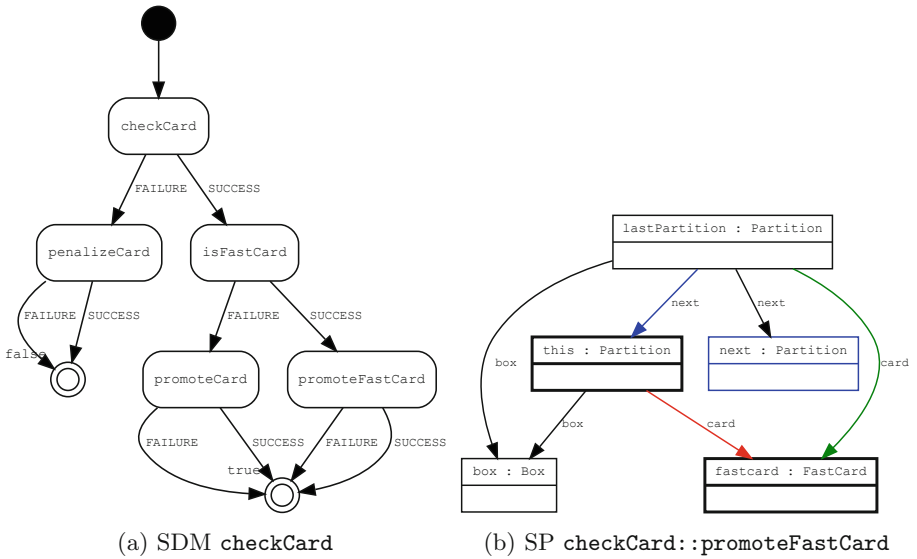 checkCard
FAILURE
SUCCESS
penalizeCard
isFastCard
FAILURE
SUCCESS
FAILURE
SUCCESS
false
promoteCard
promoteFastCard
FAILURE
SUCCESS
FAILURE
SUCCESS
true
(a) SDM checkCard
lastPartition : Partition
next
next
this : Partition
next : Partition
box
card
box
card
box : Box
fastcard : FastCard
(b) SP checkCard::promoteFastCard